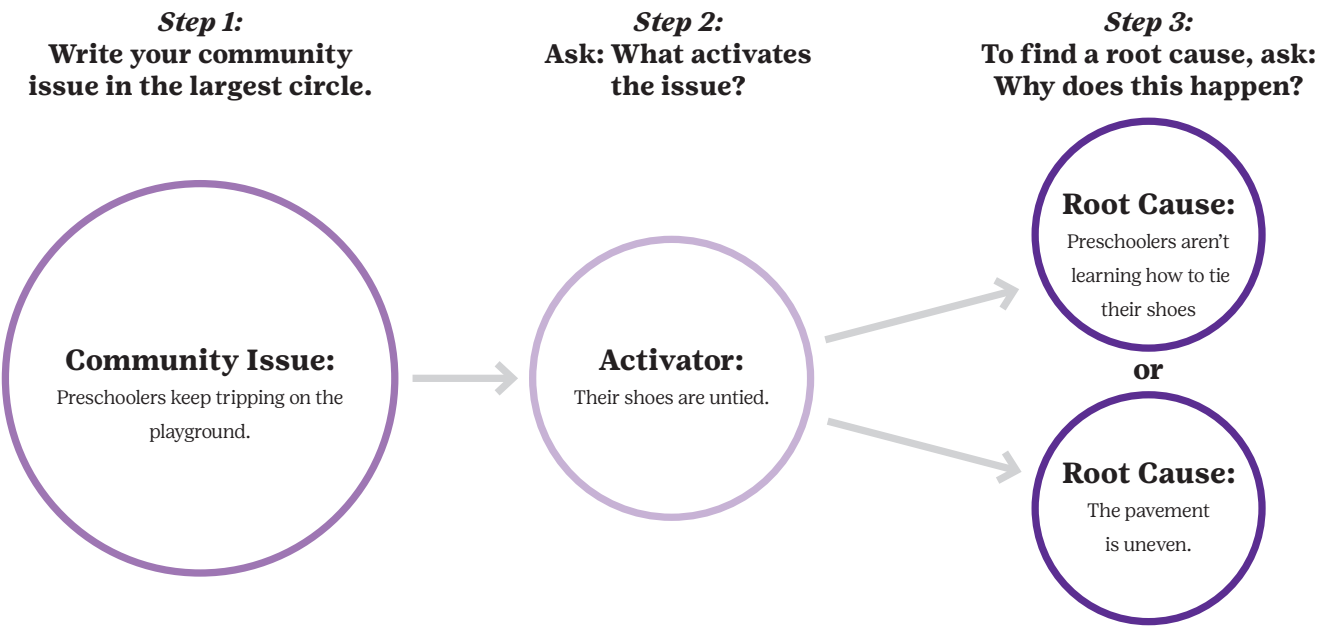 Step 1:
Write your community
issue in the largest circle.
Step 2:
Ask: What activates
the issue?
Step 3:
To find a root cause, ask:
Why does this happen?
Community Issue:
Preschoolers keep tripping on the
playground.
Activator:
Their shoes are untied.
Root Cause:
Preschoolers aren’t
learning how to tie
their shoes
or
Root Cause:
The pavement
is uneven.